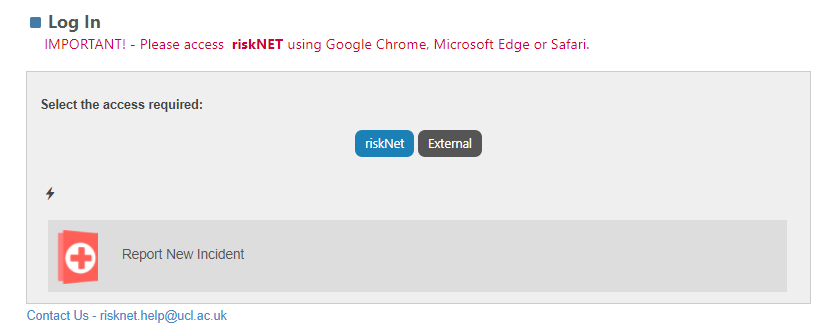 Log In
IMPORTANT! - Please access riskNET using Google Chrome, Microsoft Edge or Safari.
Select the access required:
riskNet External
Report New Incident
Contact Us - risknet.help@ucl.ac.uk